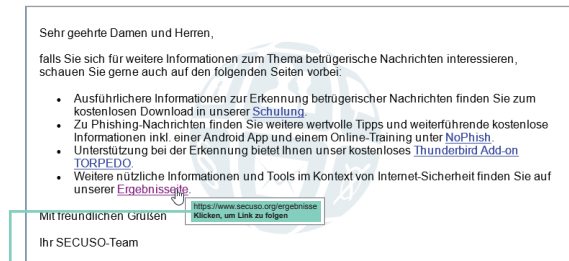 Sehr geehrte Damen und Herren,
falls Sie sich für weitere Informationen zum Thema betrügerische Nachrichten interessieren,
schauen Sie gerne auch auf den folgenden Seiten vorbei:
• Ausführlichere Informationen zur Erkennung betrügerischer Nachrichten finden Sie zum
kostenlosen Download in unserer Schulung.
• Zu Phishing-Nachrichten finden Sie weitere wertvolle Tipps und weiterführende kostenlose
Informationen inkl. einer Android App und einem Online-Training unter NoPhish.
• Unterstützung bei der Erkennung bietet Ihnen unser kostenloses Thunderbird Add-on
TORPEDO.
• Weitere nützliche Informationen und Tools im Kontext von Internet-Sicherheit finden Sie auf
unserer Ergebnisseite.
https://www.secuso.org/ergebnisse
Klicken, um Link zu folgen
Mit freundlichen Grüßen
Ihr SECUSO-Team